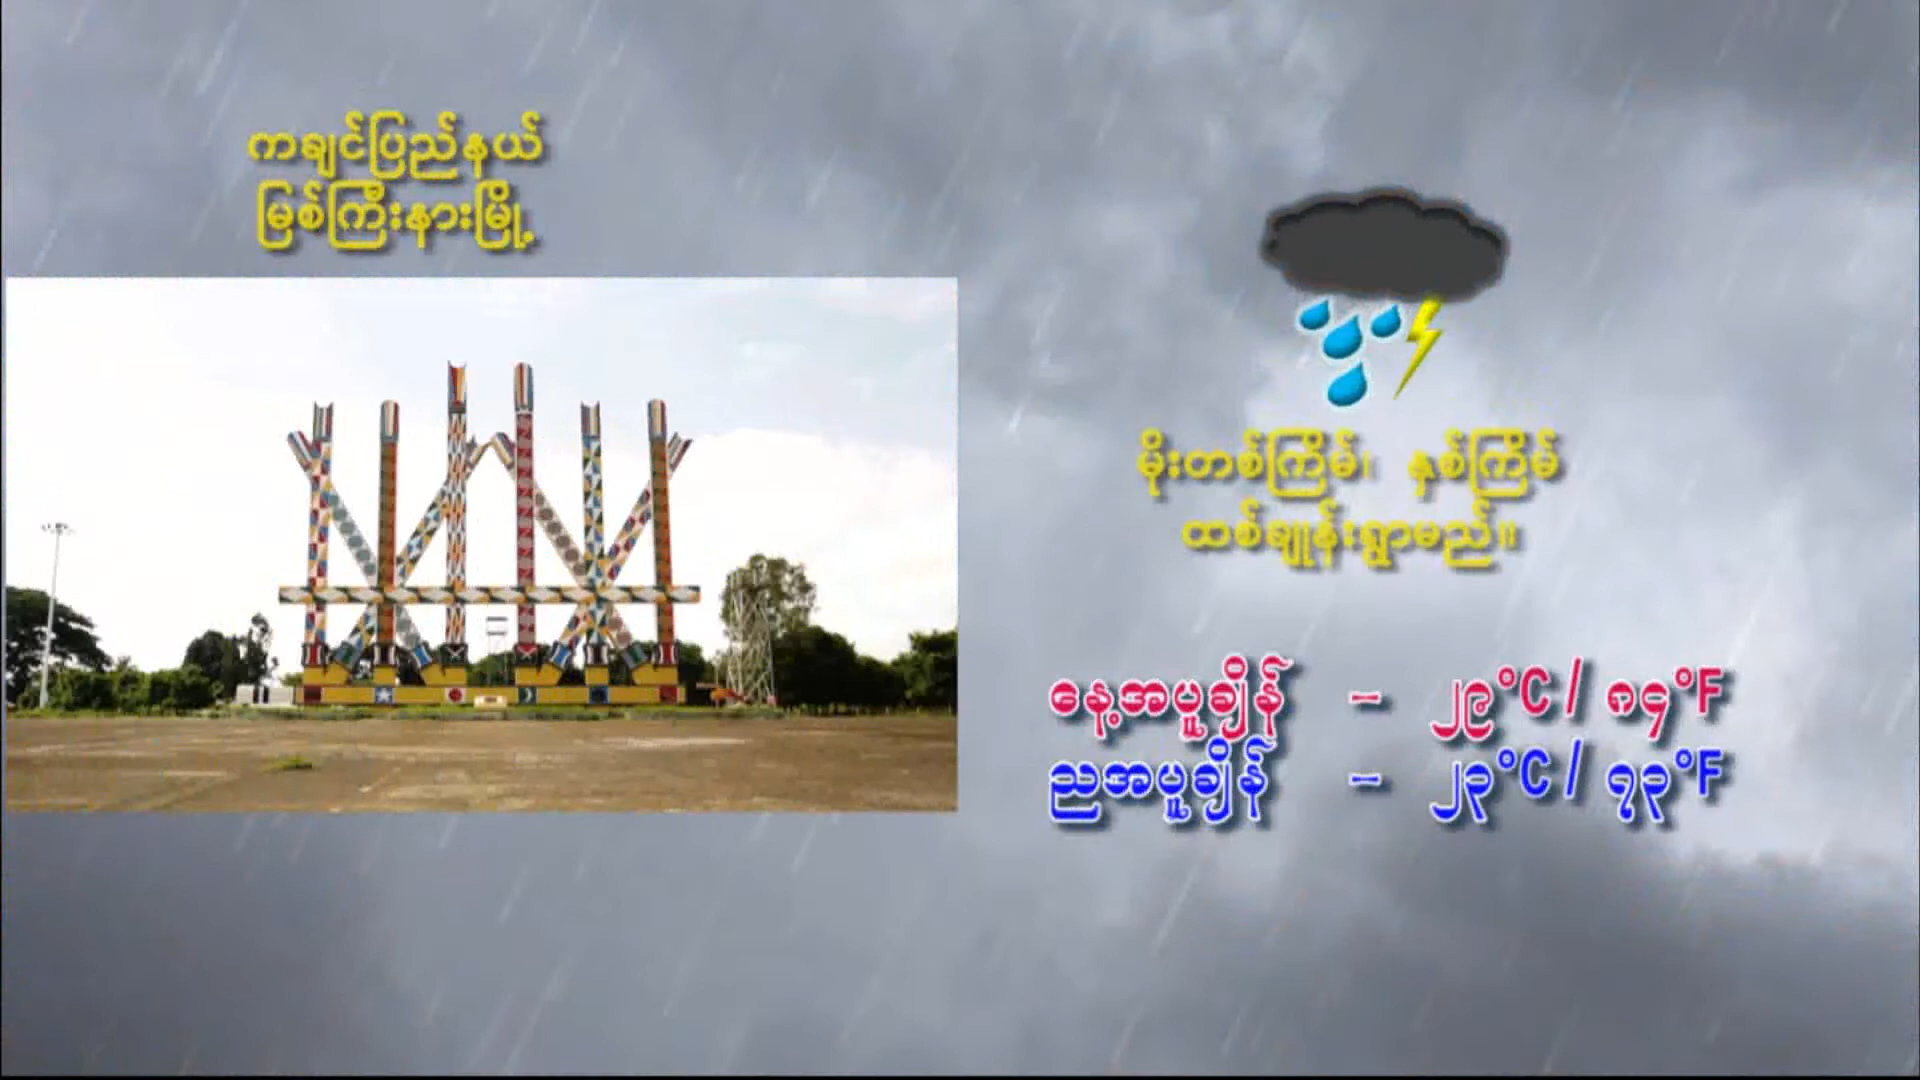 ကချင်ပြည်နယ်
မြစ်ကြီးနားမြို့
မိုးတစ်ကြိမ်၊ နှစ်ကြိမ်
ထစ်ချုန်းရွာမည်။
နေ့အပူချိန် - ၂၉°C / ၈၄°F
ညအပူချိန် - ၂၃°C / ၇၃°F